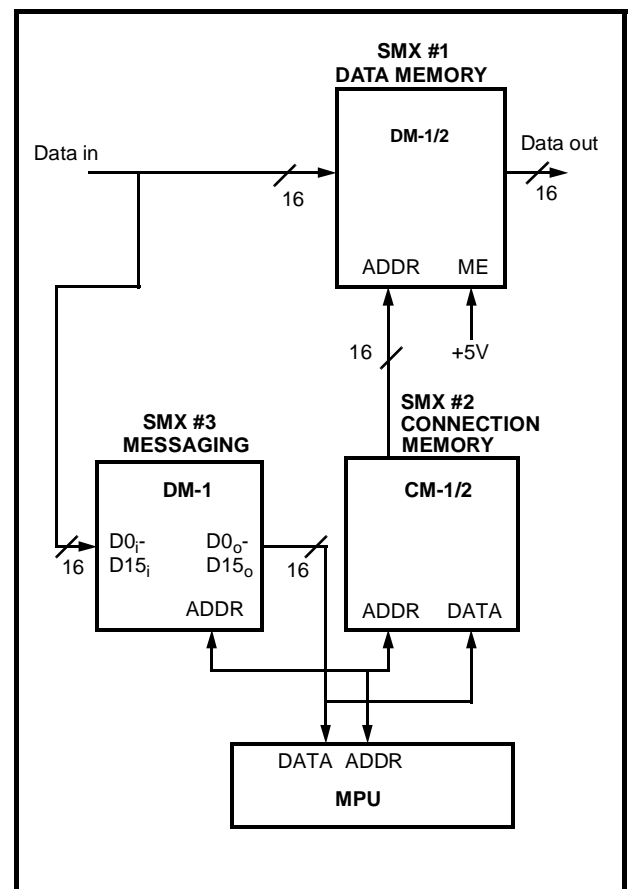 SMX #1
DATA MEMORY
DM-1/2
Data in
Data out
16
16
ADDR ME
16
+5V
SMX #3
MESSAGING
SMX #2
CONNECTION
MEMORY
DM-1
CM-1/2
D0i-
D15i
D0o-
D15o
16
16
ADDR
ADDR DATA
DATA ADDR
MPU